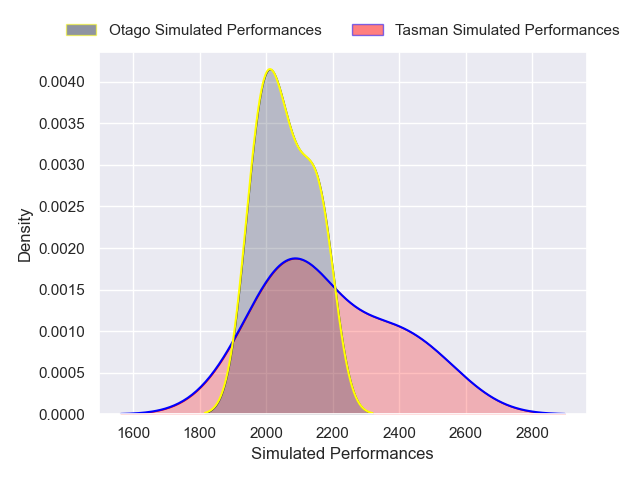 Otago Simulated Performances Tasman Simulated Performances
0.0040
0.0035
0.0030
0.0025
0.0020
0.0015
0.0010
0.0005
0.0000
Density
1600 1800 2000 2200 2400 2600 2800
Simulated Performances